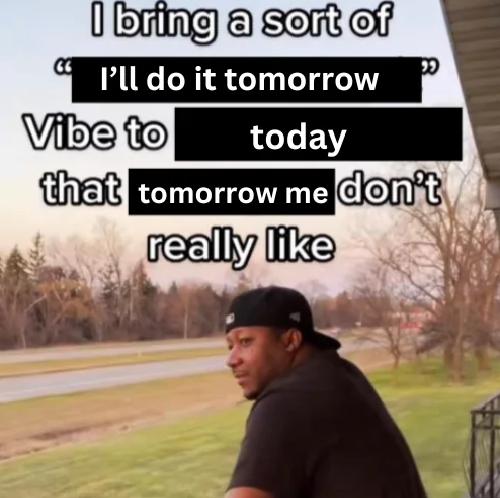 I bring a sort of
“I’ll do it tomorrow”
Vibe to today
that tomorrow me don’t
really like